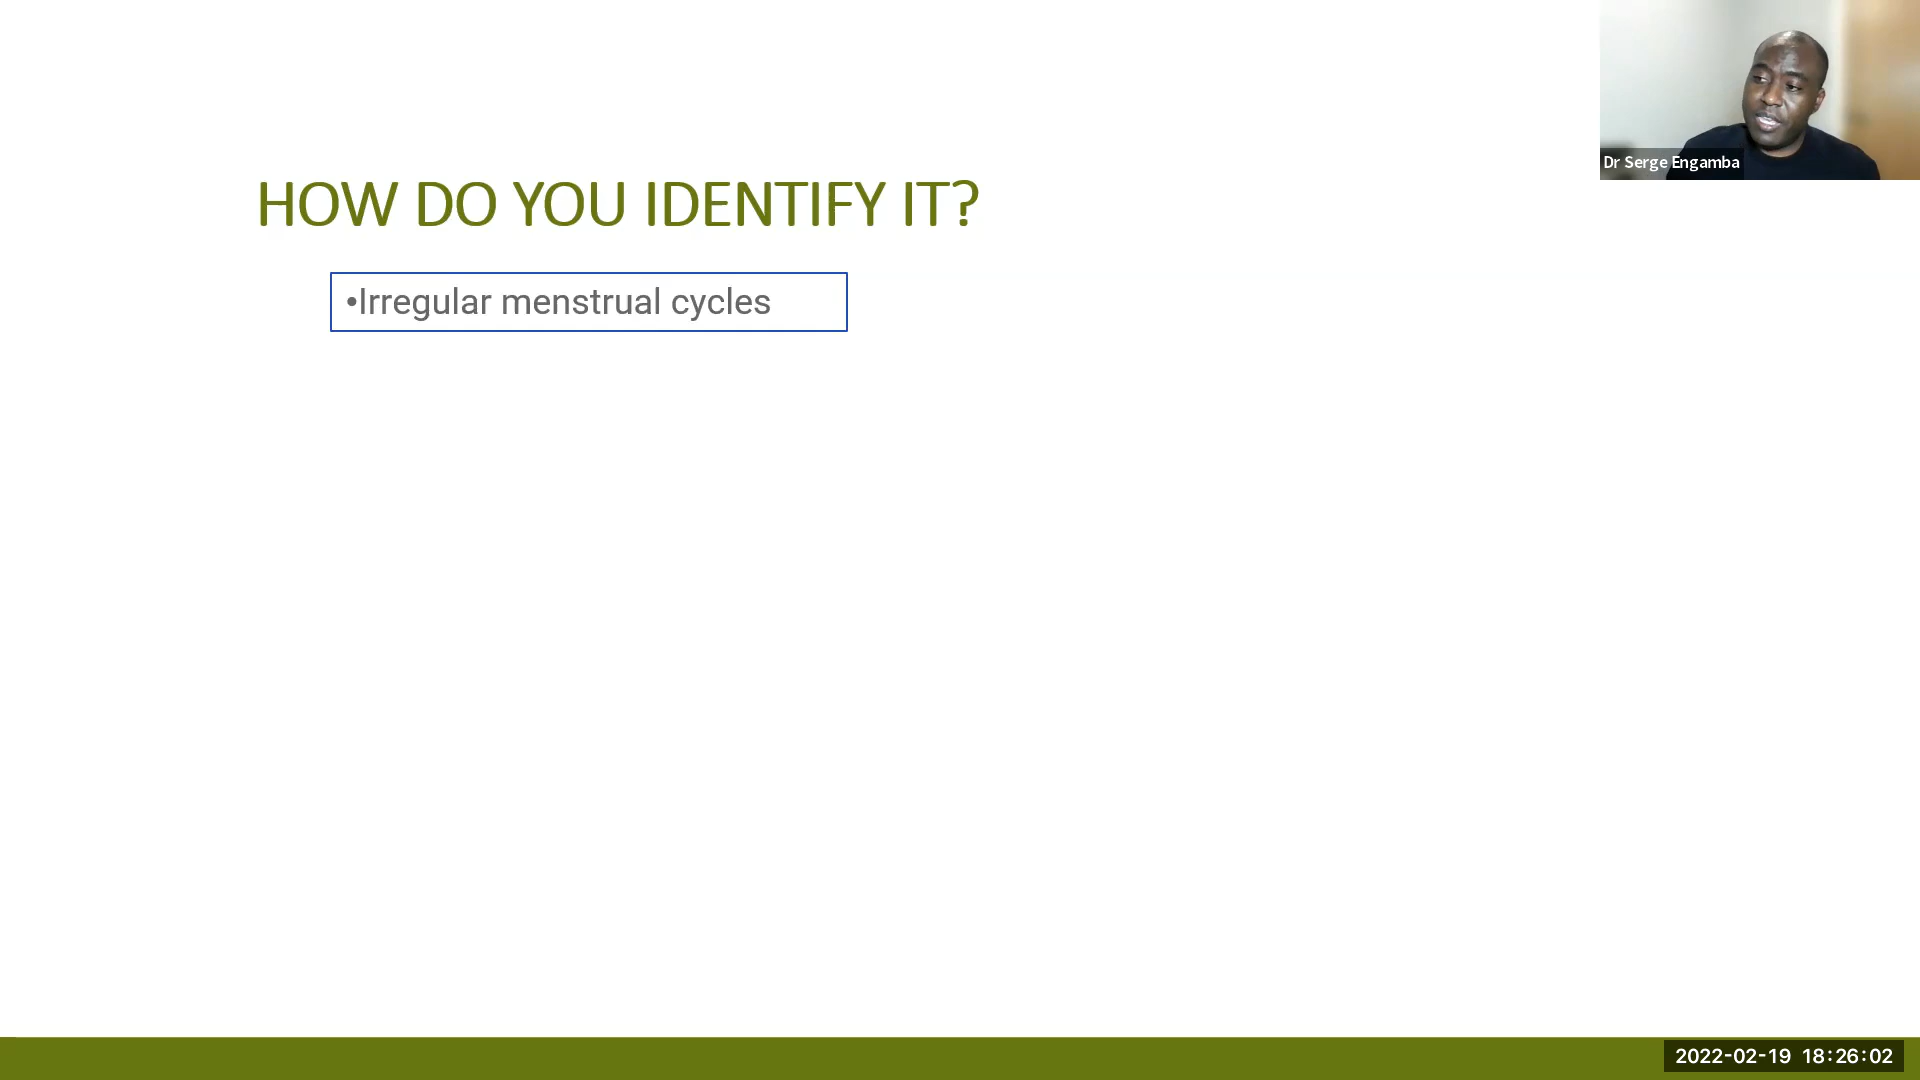 Dr Serge Engamba
HOW DO YOU IDENTIFY IT?
•Irregular menstrual cycles
2022-02-19 18:26:02